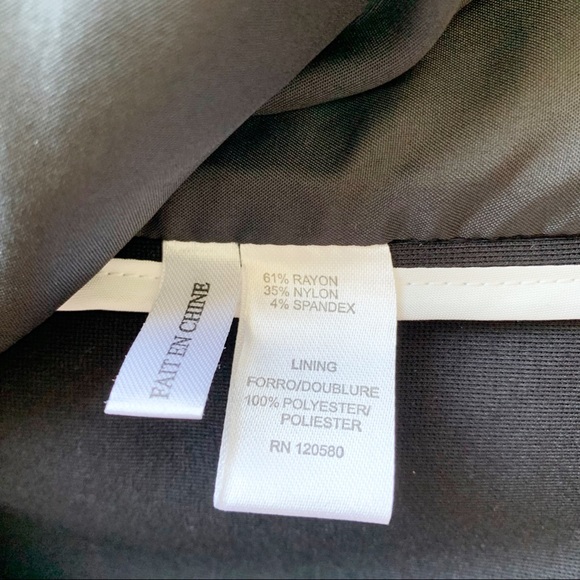 FAIT EN CHINE
61% RAYON
35% NYLON
4% SPANDEX
LINING
FORRO/DOUBLURE
100% POLYESTER/
POLIESTER
RN 120580